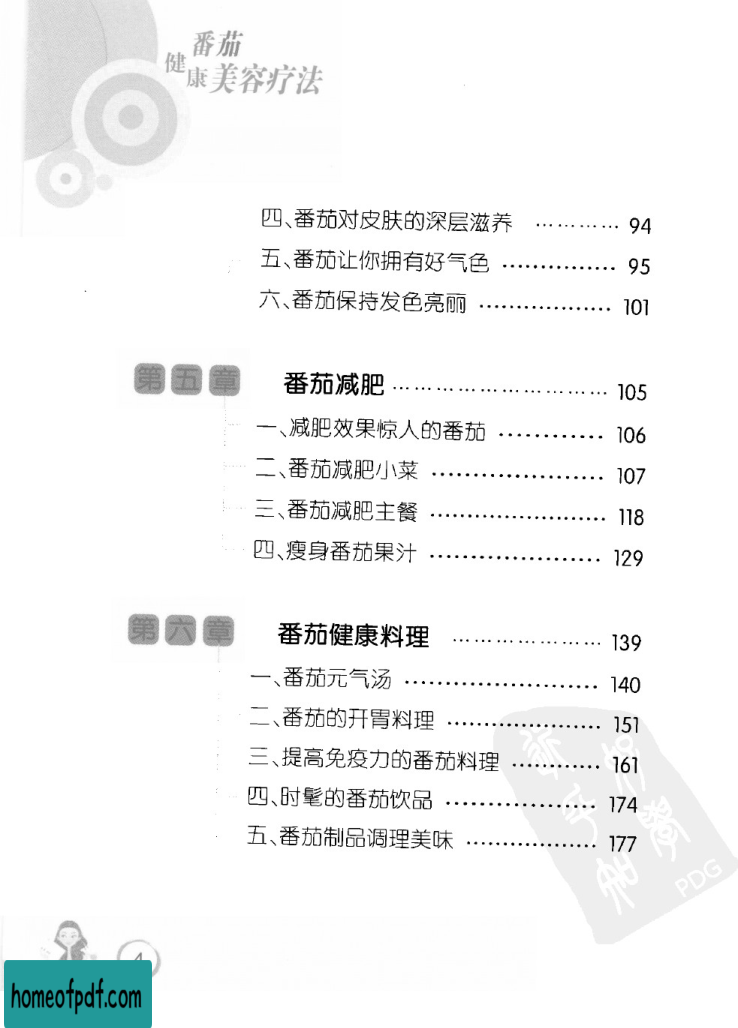 番茄
健康美容疗法
四、番茄对皮肤的深层滋养 ………… 94
五、番茄让你拥有好气色 …………… 95
六、番茄保持发色亮丽 ……………… 101
第五章 番茄减肥 ………………………… 105
一、减肥效果惊人的番茄 ………… 106
二、番茄减肥小菜 ………………… 107
三、番茄减肥主餐 ………………… 118
四、瘦身番茄果汁 ………………… 129
第六章 番茄健康料理 ………………… 139
一、番茄元气汤 ……………………… 140
二、番茄的开胃料理 ……………… 151
三、提高免疫力的番茄料理 ………… 161
四、时髦的番茄饮品 ……………… 174
五、番茄制品调理美味 …………… 177
PDG
4
homeofpdf.com